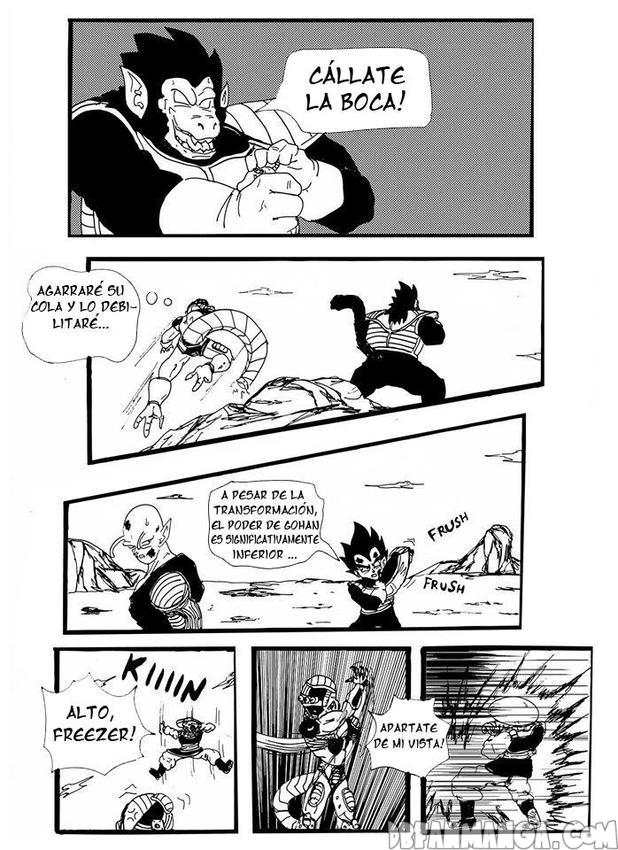 CÁLLATE
LA BOCA!
AGARRARÉ SU
COLA Y LO DEBI-
LITARÉ...
A PESAR DE LA
TRANSFORMACIÓN,
EL PODER DE GOHAN
ES SIGNIFICATIVAMENTE
INFERIOR ...
FRUSH
FRUSH
KIIIIN
ALTO,
FREEZER!
APARTATE
DE MI VISTA!
DBFANMANGA.COM